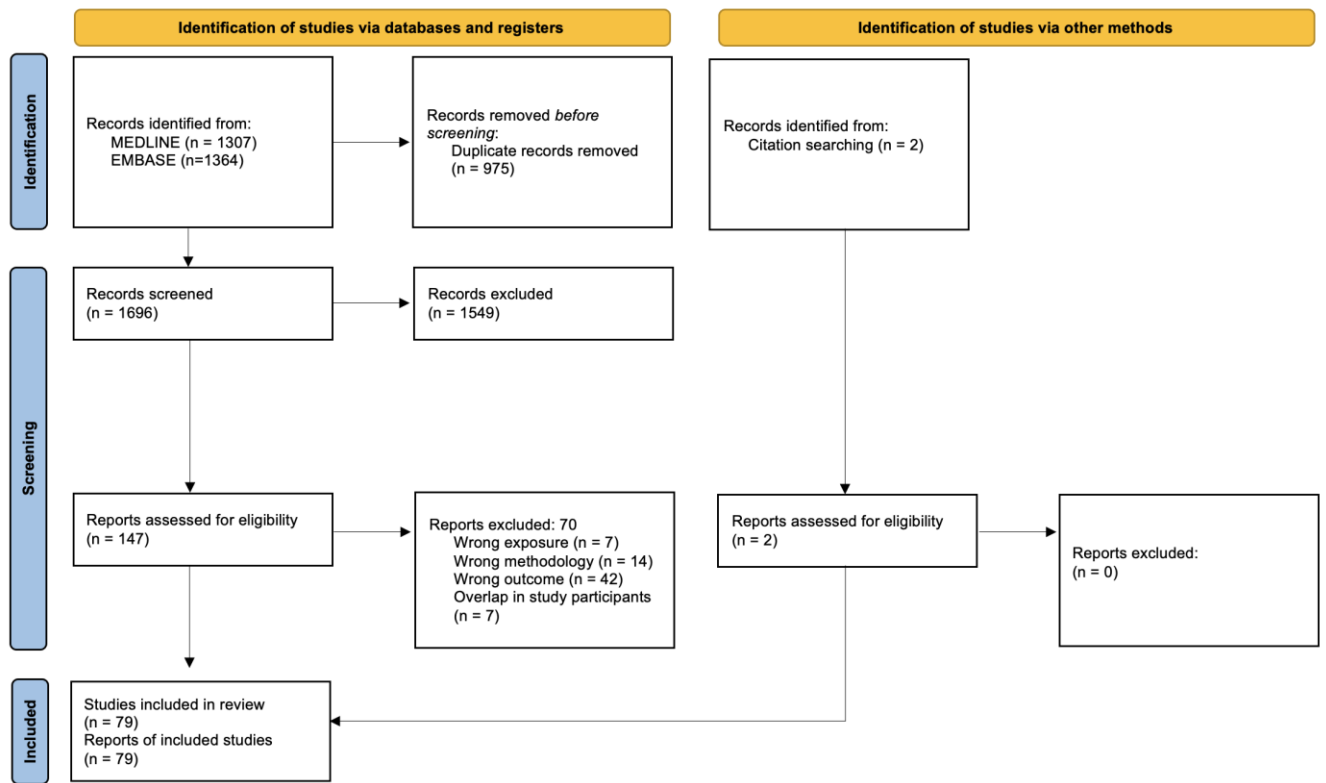 Identification of studies via databases and registers
Identification of studies via other methods
Identification
Records identified from:
MEDLINE (n = 1307)
EMBASE (n=1364)
Records removed before
screening:
Duplicate records removed
(n = 975)
Records identified from:
Citation searching (n = 2)
Screening
Records screened
(n = 1696)
Records excluded
(n = 1549)
Reports assessed for eligibility
(n = 147)
Reports excluded: 70
Wrong exposure (n = 7)
Wrong methodology (n = 14)
Wrong outcome (n = 42)
Overlap in study participants
(n = 7)
Reports assessed for eligibility
(n = 2)
Reports excluded:
(n = 0)
Included
Studies included in review
(n = 79)
Reports of included studies
(n = 79)